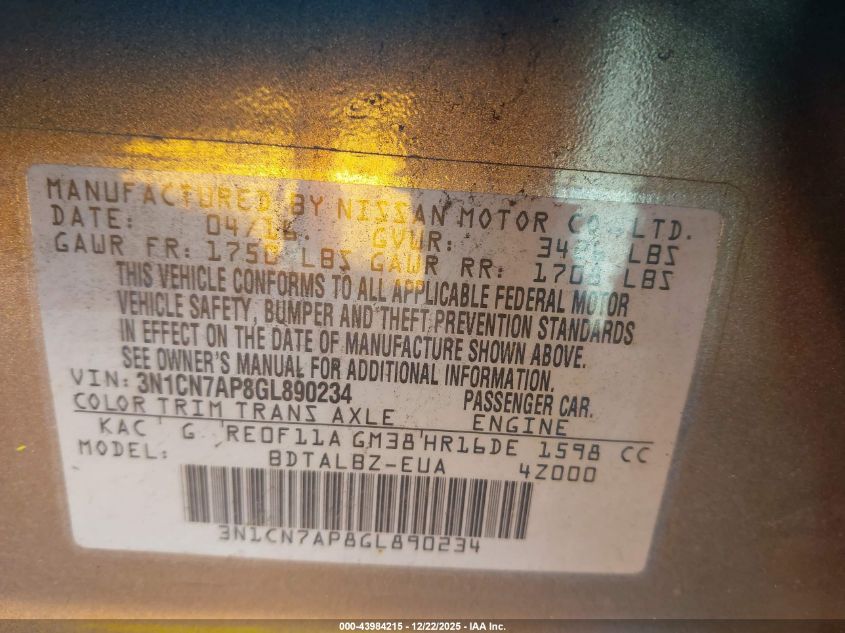 MANUFACTURED BY NISSAN MOTOR CO., LTD.
DATE: 04/16. GVWR: LBS
GAWR FR: 1750 LBS GAWR RR: 1708 LBS
THIS VEHICLE CONFORMS TO ALL APPLICABLE FEDERAL MOTOR
VEHICLE SAFETY, BUMPER AND THEFT PREVENTION STANDARDS
IN EFFECT ON THE DATE OF MANUFACTURE SHOWN ABOVE.
SEE OWNER'S MANUAL FOR ADDITIONAL INFORMATION.
VIN: 3N1CN7AP8GL890234 PASSENGER CAR.
COLOR TRIM TRANS AXLE ENGINE
KAC G RE0F11A GM38 HR16DE 1598 CC
MODEL: BDTALBZ-EUA 4Z000
3N1CN7AP8GL890234
000-43984215 - 12/22/2025 - IAA Inc.